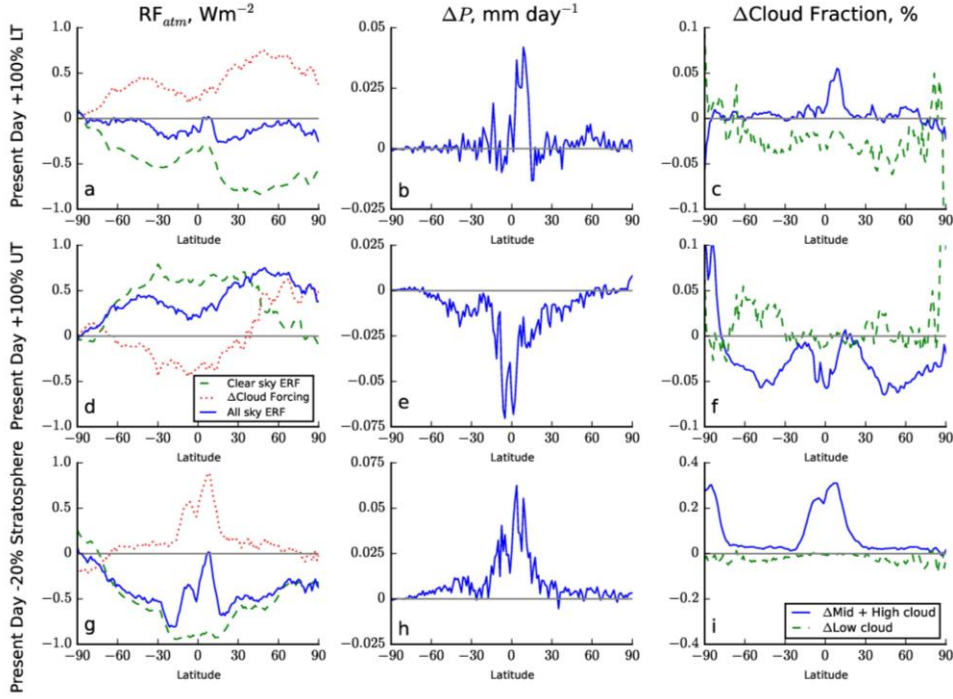 RF_atm, Wm⁻²
ΔP, mm day⁻¹
ΔCloud Fraction, %
Present Day +100% LT
1.0
0.5
0
−0.5
−1.0
a
−90 −60 −30 0 30 60 90
Latitude
0.05
0.025
0
−0.025
b
−90 −60 −30 0 30 60 90
Latitude
0.1
0.05
0
−0.05
−0.1
c
−90 −60 −30 0 30 60 90
Latitude
Present Day +100% UT
1.0
0.5
0
−0.5
−1.0
d
Clear sky ERF
ΔCloud Forcing
All sky ERF
−90 −60 −30 0 30 60 90
Latitude
0.025
0.000
−0.025
−0.05
−0.075
e
−90 −60 −30 0 30 60 90
Latitude
0.1
0.05
0
−0.05
−0.1
f
−90 −60 −30 0 30 60 90
Latitude
Present Day -20% Stratosphere
1.0
0.5
0
−0.5
−1.0
g
−90 −60 −30 0 30 60 90
Latitude
0.075
0.05
0.025
0
−0.025
h
−90 −60 −30 0 30 60 90
Latitude
0.4
0.2
0
−0.2
−0.4
i
ΔMid + High cloud
ΔLow cloud
−90 −60 −30 0 30 60 90
Latitude